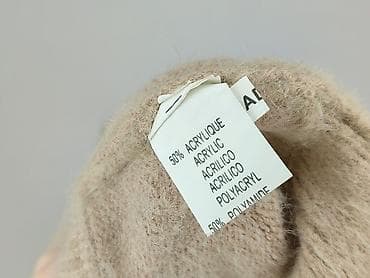 AD
50% ACRYLIQUE
ACRYLIC
ACRILICO
ACRILICO
POLYACRYL
50% POLYAMIDE